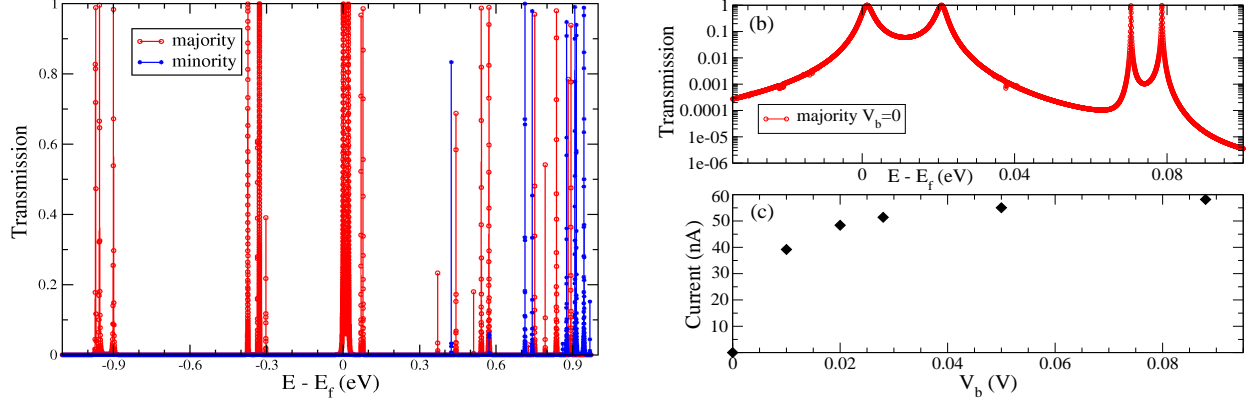 1
0.8
0.6
0.4
0.2
0
Transmission
majority
minority
-0.9 -0.6 -0.3 0 0.3 0.6 0.9
E - E_f (eV)
(b)
1
0.1
0.01
0.001
0.0001
1e-05
1e-06
Transmission
majority V_b=0
0 0.04 0.08
E - E_f (eV)
(c)
60
50
40
30
20
10
0
Current (nA)
0 0.02 0.04 0.06 0.08
V_b (V)